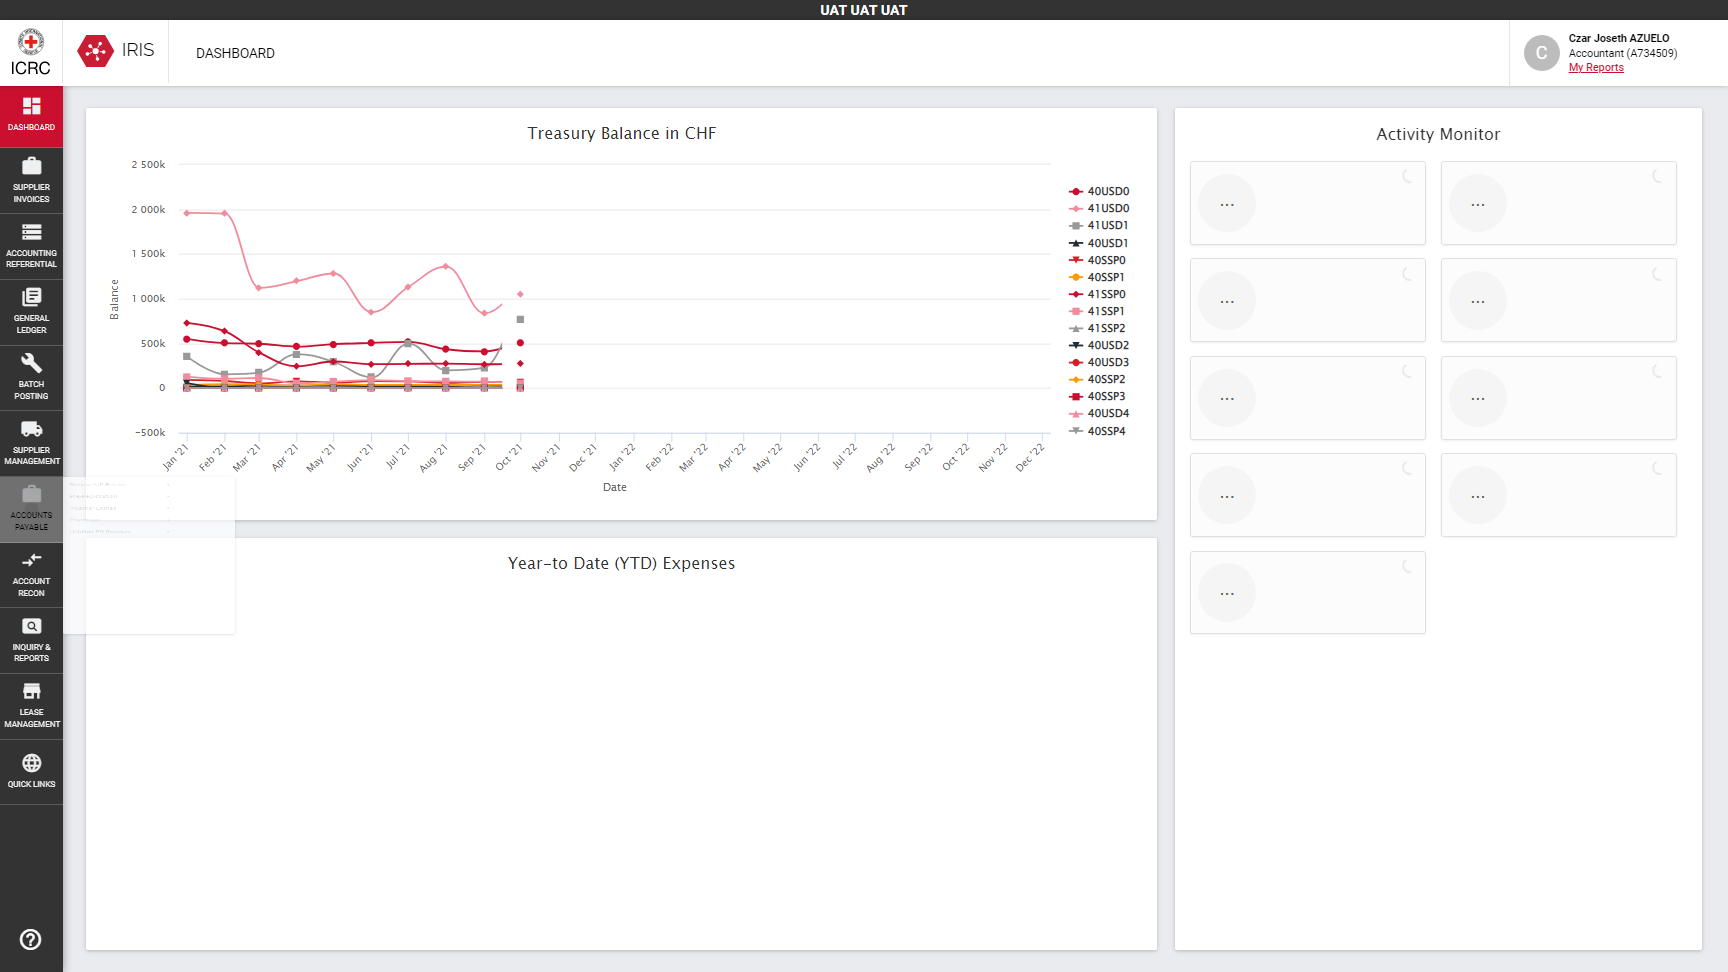 UAT UAT UAT
ICRC
IRIS
DASHBOARD
C
Czar Joseth AZUELO
Accountant (A734509)
My Reports
DASHBOARD
SUPPLIER
INVOICES
ACCOUNTING
REFERENTIAL
GENERAL
LEDGER
BATCH
POSTING
SUPPLIER
MANAGEMENT
ACCOUNTS
PAYABLE
ACCOUNT
RECON
INQUIRY &
REPORTS
LEASE
MANAGEMENT
QUICK LINKS
Treasury Balance in CHF
Balance
2 500k
2 000k
1 500k
1 000k
500k
0
-500k
Jan '21
Feb '21
Mar '21
Apr '21
May '21
Jun '21
Jul '21
Aug '21
Sep '21
Oct '21
Nov '21
Dec '21
Jan '22
Feb '22
Mar '22
Apr '22
May '22
Jun '22
Jul '22
Aug '22
Sep '22
Oct '22
Nov '22
Dec '22
Date
40USD0
41USD0
41USD1
40USD1
40SSP0
40SSP1
41SSP0
41SSP1
41SSP2
40USD2
40USD3
40SSP2
40SSP3
40USD4
40SSP4
Year-to Date (YTD) Expenses
Activity Monitor
...
...
...
...
...
...
...
...
...